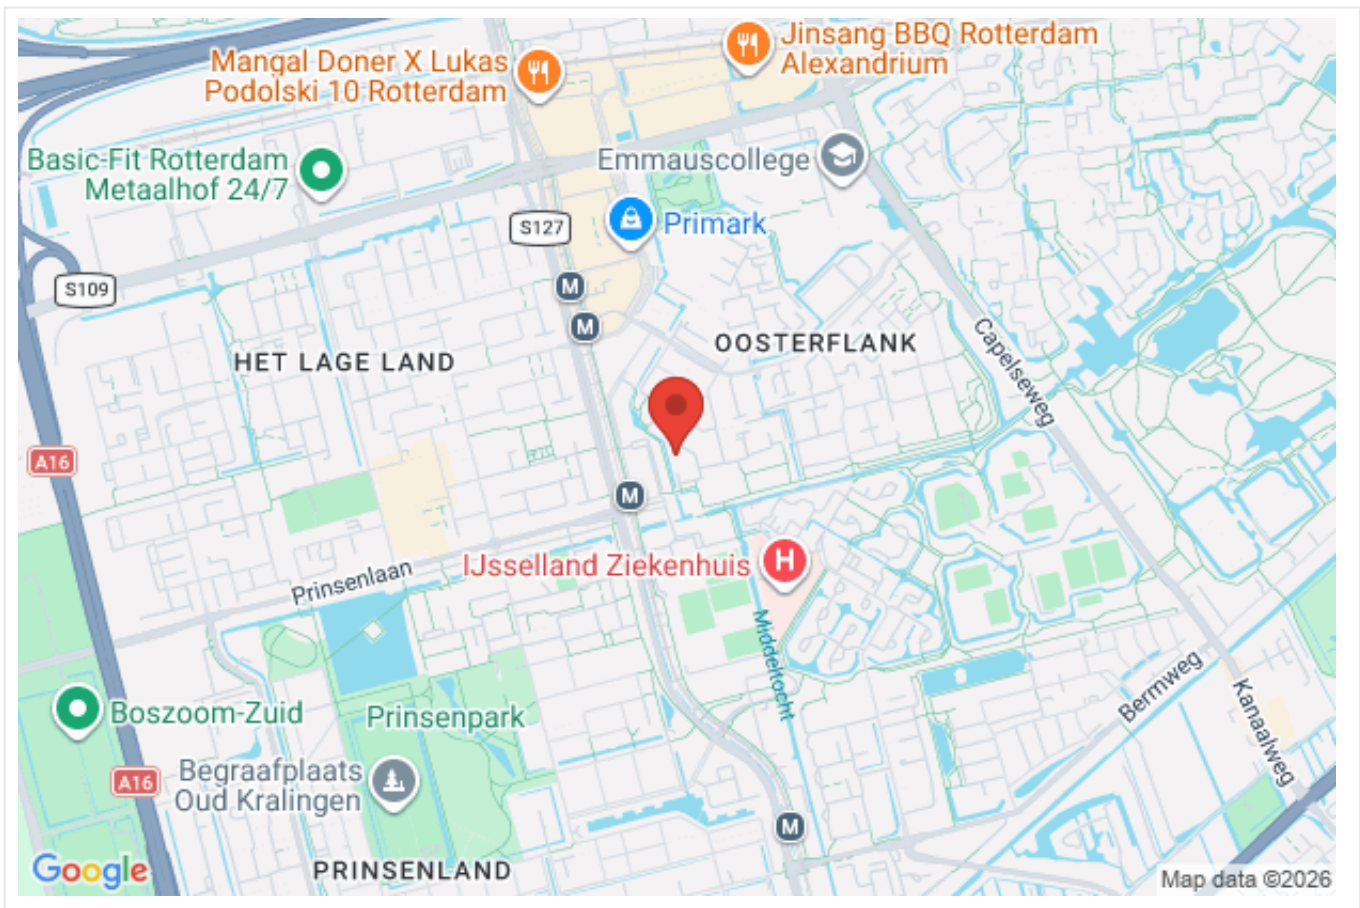 Jinsang BBQ Rotterdam
Alexandrium
Mangal Doner X Lukas
Podolski 10 Rotterdam
Basic-Fit Rotterdam
Metaalhof 24/7
Emmauscollege
Primark
S127
M
S109
M
OOSTERFLANK
Capelseweg
HET LAGE LAND
A16
M
IJsselland Ziekenhuis
H
Prinsenlaan
Middeltocht
Bermweg
Kanaalweg
Boszoom-Zuid
Prinsenpark
A16
Begraafplaats
Oud Kralingen
M
PRINSENLAND
Google
Map data ©2026